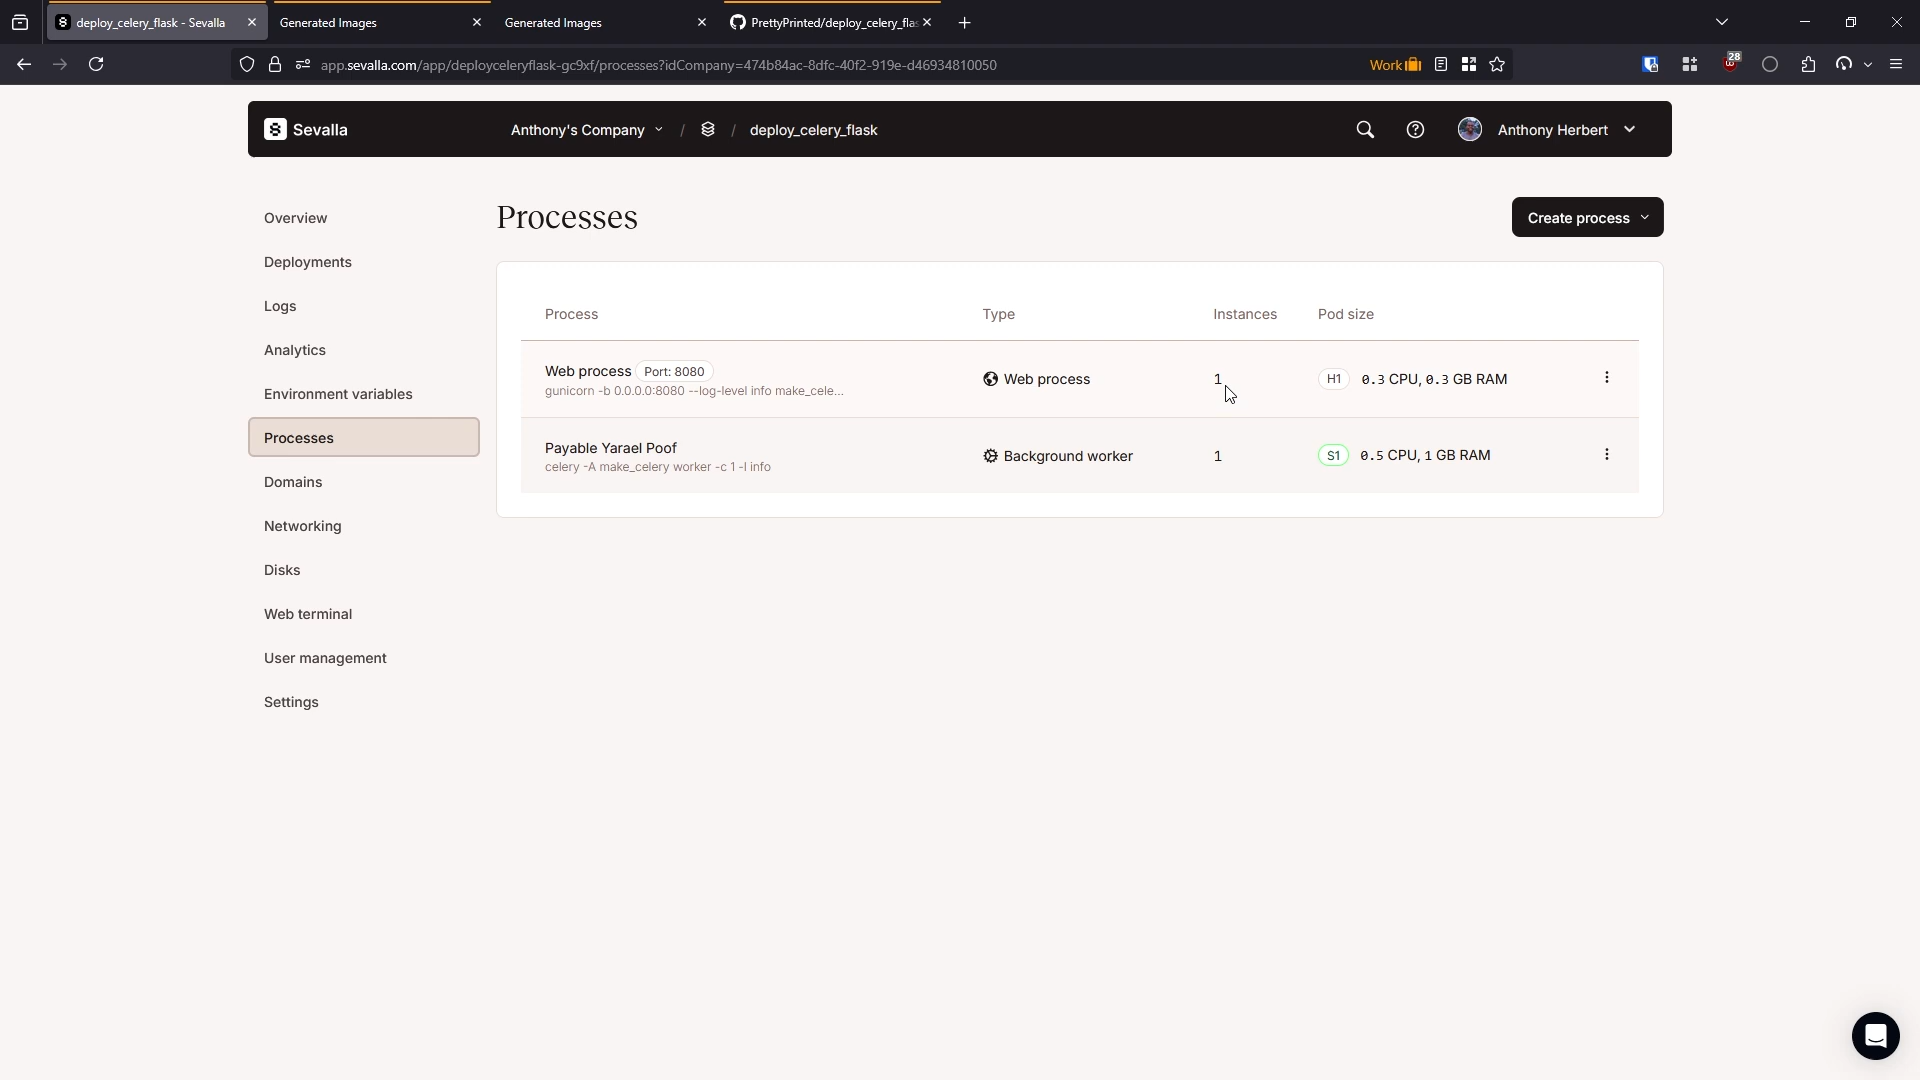 deploy_celery_flask - Sevalla
Generated Images
Generated Images
PrettyPrinted/deploy_celery_fla
app.sevalla.com/app/deployceleryflask-gc9xf/processes?idCompany=474b84ac-8dfc-40f2-919e-d46934810050
Work
28
Sevalla
Anthony's Company / / deploy_celery_flask
Anthony Herbert
Overview
Deployments
Logs
Analytics
Environment variables
Processes
Domains
Networking
Disks
Web terminal
User management
Settings
Processes
Create process
Process Type Instances Pod size
Web process Port: 8080
gunicorn -b 0.0.0.0:8080 --log-level info make_cele...
Web process
1
H1 0.3 CPU, 0.3 GB RAM
Payable Yarael Poof
celery -A make_celery worker -c 1 -l info
Background worker
1
S1 0.5 CPU, 1 GB RAM